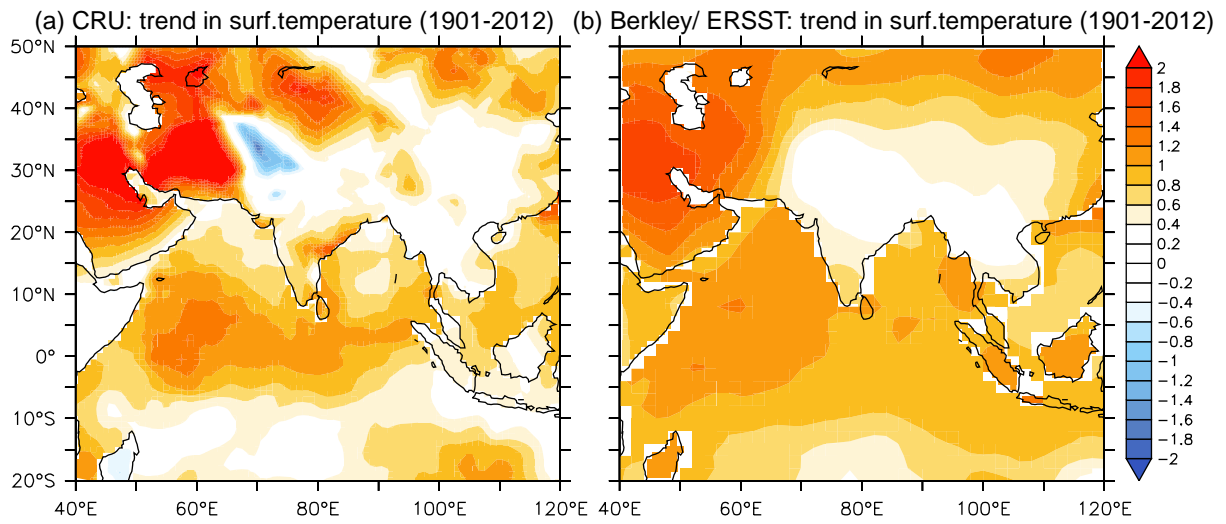 (a) CRU: trend in surf.temperature (1901-2012)
(b) Berkley/ ERSST: trend in surf.temperature (1901-2012)
50°N
40°N
30°N
20°N
10°N
0°
10°S
20°S
40°E
60°E
80°E
100°E
120°E
40°E
60°E
80°E
100°E
120°E
2
1.8
1.6
1.4
1.2
1
0.8
0.6
0.4
0.2
0
−0.2
−0.4
−0.6
−0.8
−1
−1.2
−1.4
−1.6
−1.8
−2